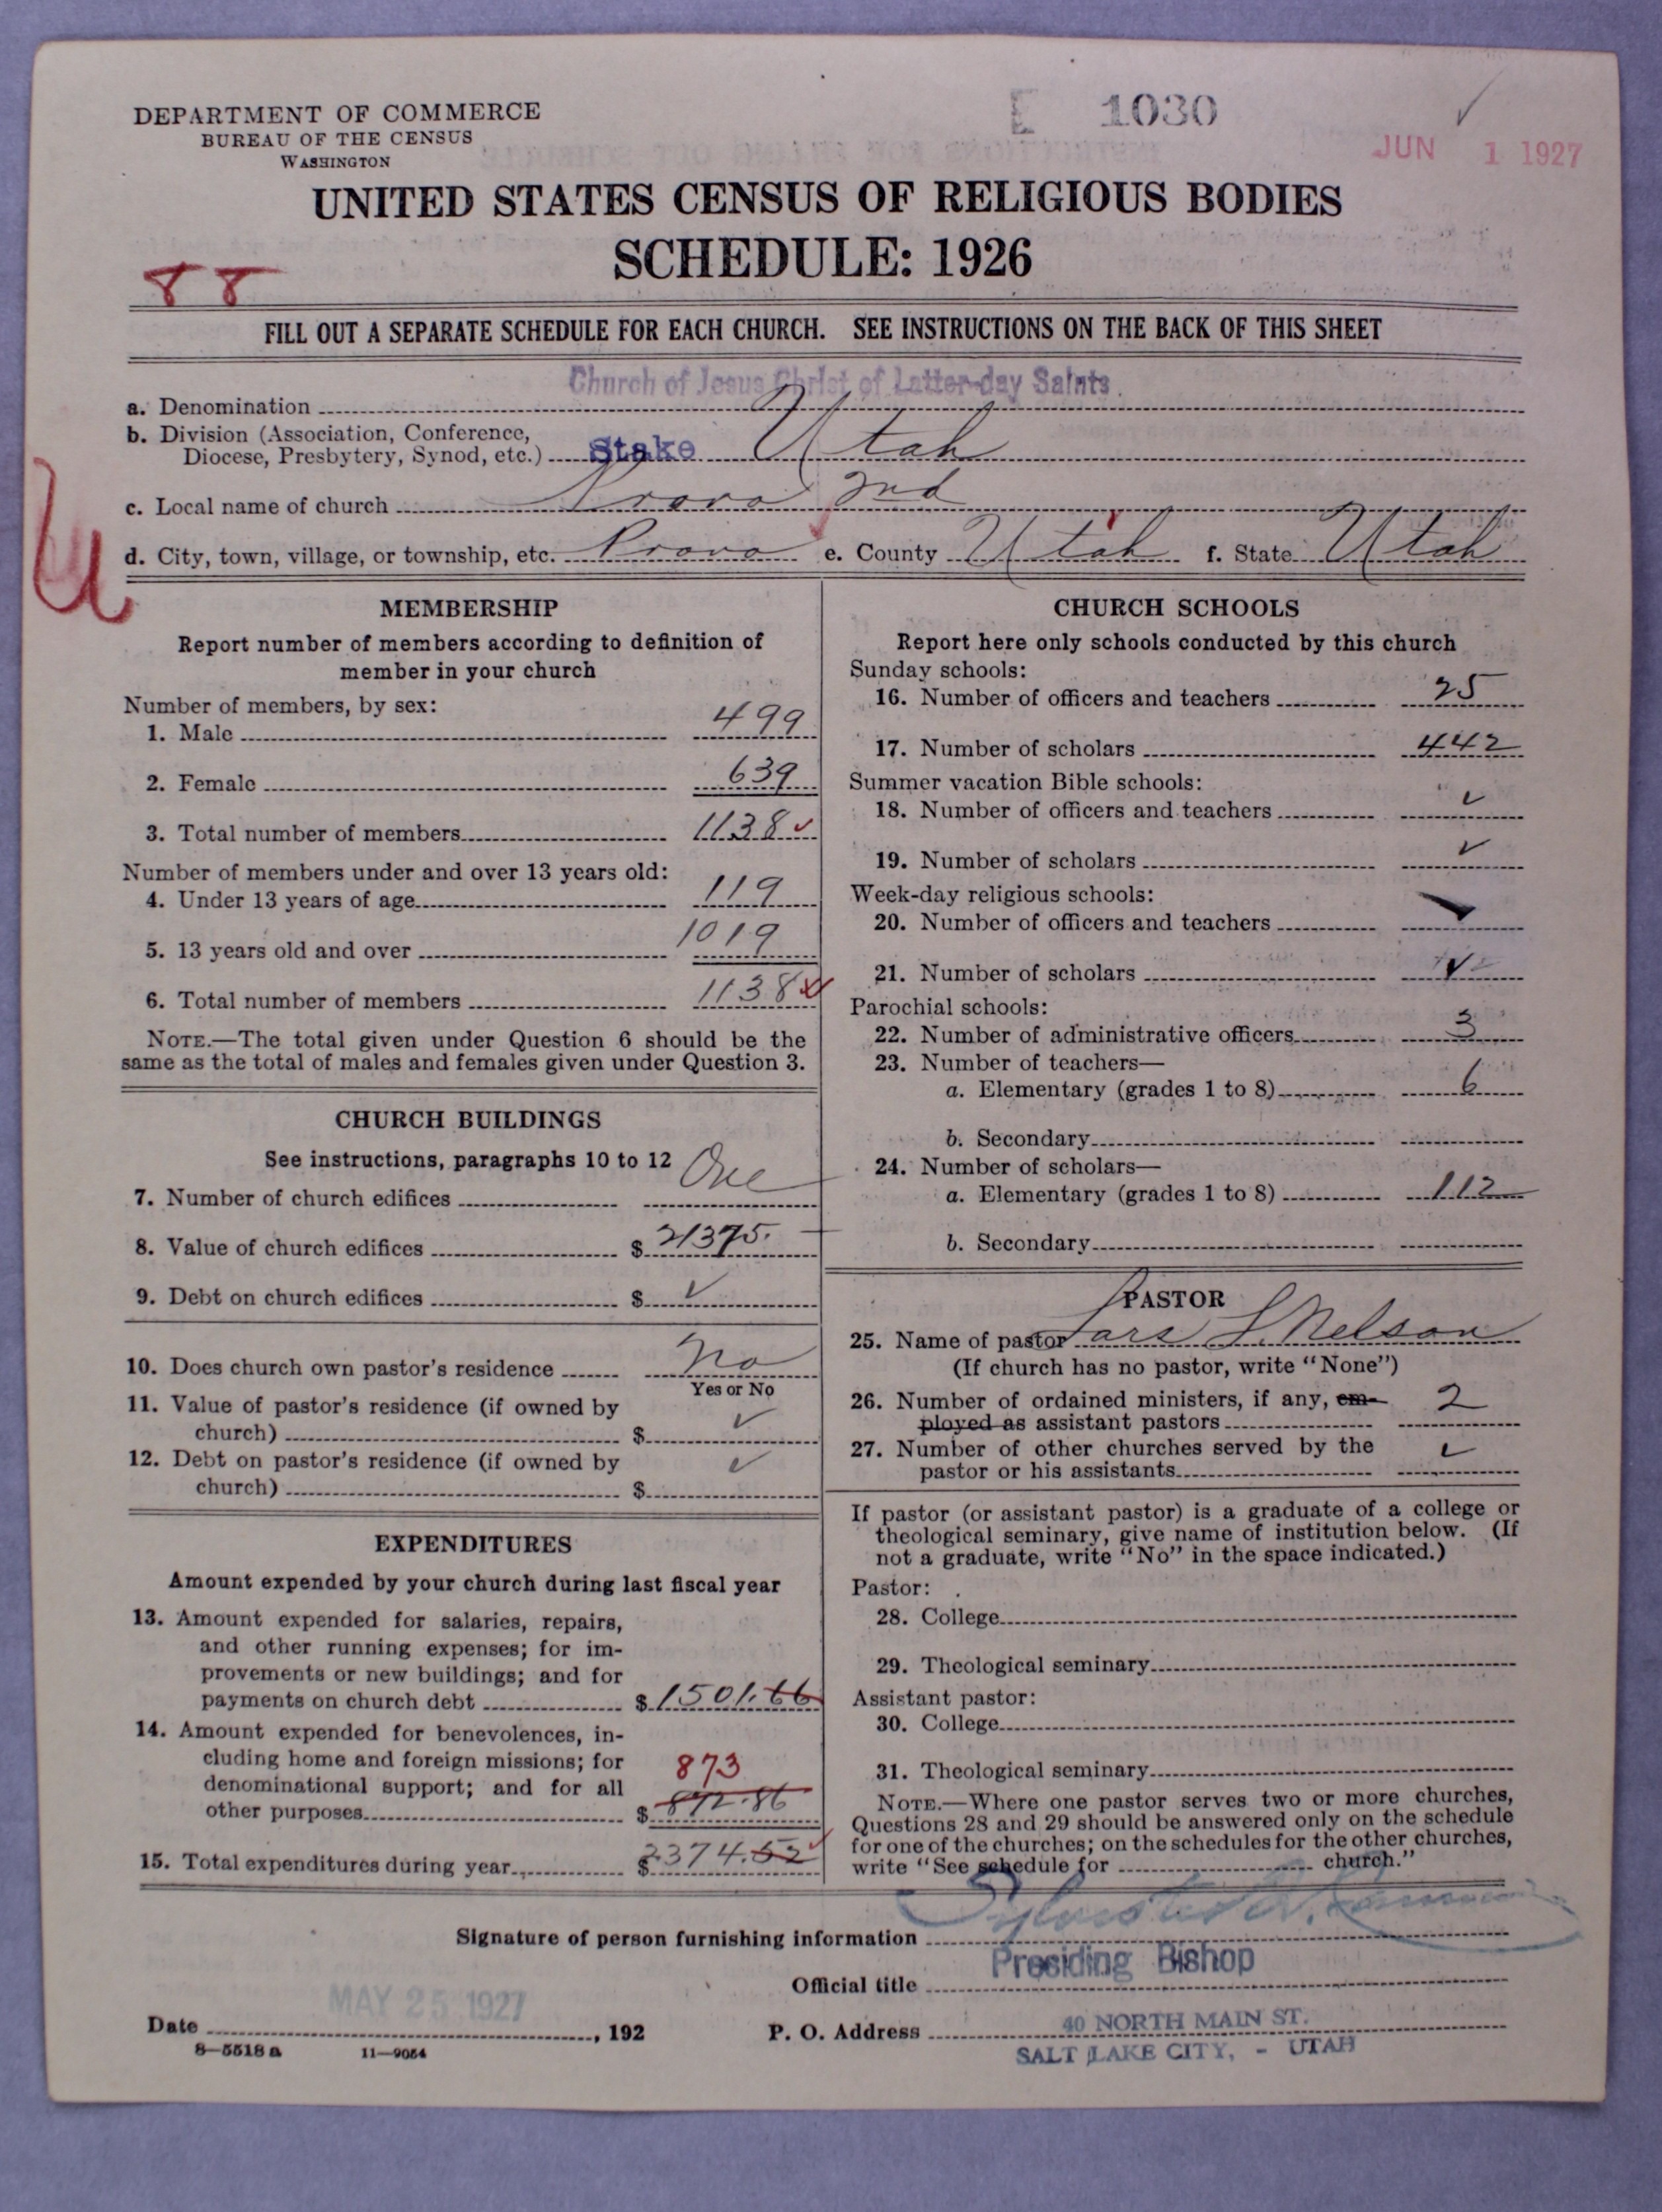 DEPARTMENT OF COMMERCE
BUREAU OF THE CENSUS
WASHINGTON
1030
JUN 1 1927
UNITED STATES CENSUS OF RELIGIOUS BODIES
SCHEDULE: 1926
88
FILL OUT A SEPARATE SCHEDULE FOR EACH CHURCH. SEE INSTRUCTIONS ON THE BACK OF THIS SHEET
Church of Jesus Christ of Latter-day Saints
a. Denomination
b. Division (Association, Conference,
Diocese, Presbytery, Synod, etc.) Stake Utah
c. Local name of church Provo 2nd
d. City, town, village, or township, etc. Provo e. County Utah f. State Utah
MEMBERSHIP
Report number of members according to definition of
member in your church
Number of members, by sex:
1. Male 499
2. Female 639
3. Total number of members 1138 ✓
Number of members under and over 13 years old:
4. Under 13 years of age 119
5. 13 years old and over 1019
6. Total number of members 1138 ✓
NOTE.—The total given under Question 6 should be the
same as the total of males and females given under Question 3.
CHURCH BUILDINGS
See instructions, paragraphs 10 to 12
7. Number of church edifices One
8. Value of church edifices $ 21375.
9. Debt on church edifices $ ✓
10. Does church own pastor's residence No
Yes or No
11. Value of pastor's residence (if owned by
church) $ ✓
12. Debt on pastor's residence (if owned by
church) $ ✓
EXPENDITURES
Amount expended by your church during last fiscal year
13. Amount expended for salaries, repairs,
and other running expenses; for im-
provements or new buildings; and for
payments on church debt $ 1501.66
14. Amount expended for benevolences, in-
cluding home and foreign missions; for
denominational support; and for all
873
other purposes $ 872.86
15. Total expenditures during year $ 2374.52
CHURCH SCHOOLS
Report here only schools conducted by this church
Sunday schools:
16. Number of officers and teachers 25
17. Number of scholars 442
Summer vacation Bible schools:
18. Number of officers and teachers ✓
19. Number of scholars ✓
Week-day religious schools:
20. Number of officers and teachers ✓
21. Number of scholars ✓
Parochial schools:
22. Number of administrative officers 3
23. Number of teachers—
a. Elementary (grades 1 to 8) 6
b. Secondary
24. Number of scholars—
a. Elementary (grades 1 to 8) 112
b. Secondary
PASTOR
25. Name of pastor Lars L. Nelson
(If church has no pastor, write "None")
26. Number of ordained ministers, if any, em-
ployed as assistant pastors 2
27. Number of other churches served by the
pastor or his assistants ✓
If pastor (or assistant pastor) is a graduate of a college or
theological seminary, give name of institution below. (If
not a graduate, write "No" in the space indicated.)
Pastor:
28. College
29. Theological seminary
Assistant pastor:
30. College
31. Theological seminary
NOTE.—Where one pastor serves two or more churches,
Questions 28 and 29 should be answered only on the schedule
for one of the churches; on the schedules for the other churches,
write "See schedule for church."
Signature of person furnishing information
Official title Presiding Bishop
MAY 25 1927
Date , 192
P. O. Address 40 NORTH MAIN ST.
SALT LAKE CITY, - UTAH
8—5518 a 11—9054